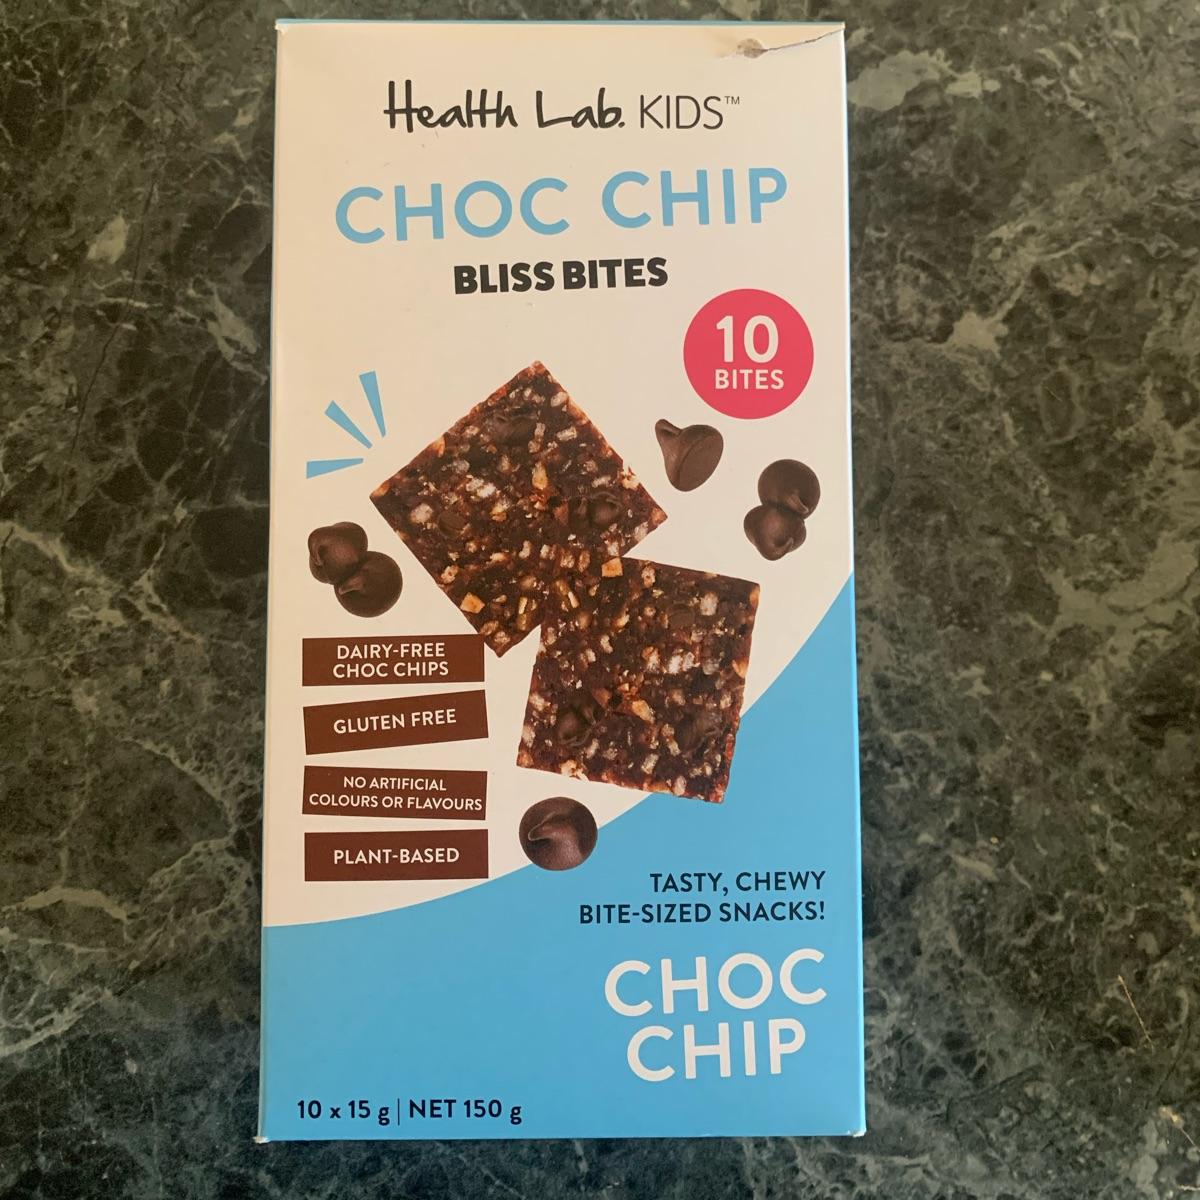 Health Lab. KIDS™
CHOC CHIP
BLISS BITES
10
BITES
DAIRY-FREE
CHOC CHIPS
GLUTEN FREE
NO ARTIFICIAL
COLOURS OR FLAVOURS
PLANT-BASED
TASTY, CHEWY
BITE-SIZED SNACKS!
CHOC
CHIP
10 x 15 g | NET 150 g